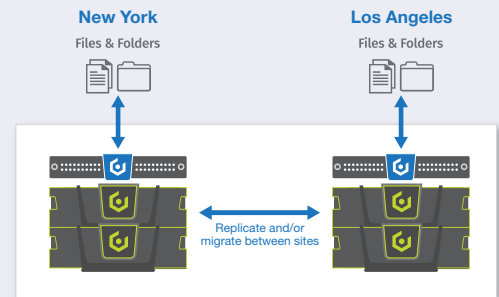 New York
Files & Folders
Los Angeles
Files & Folders
Replicate and/or
migrate between sites